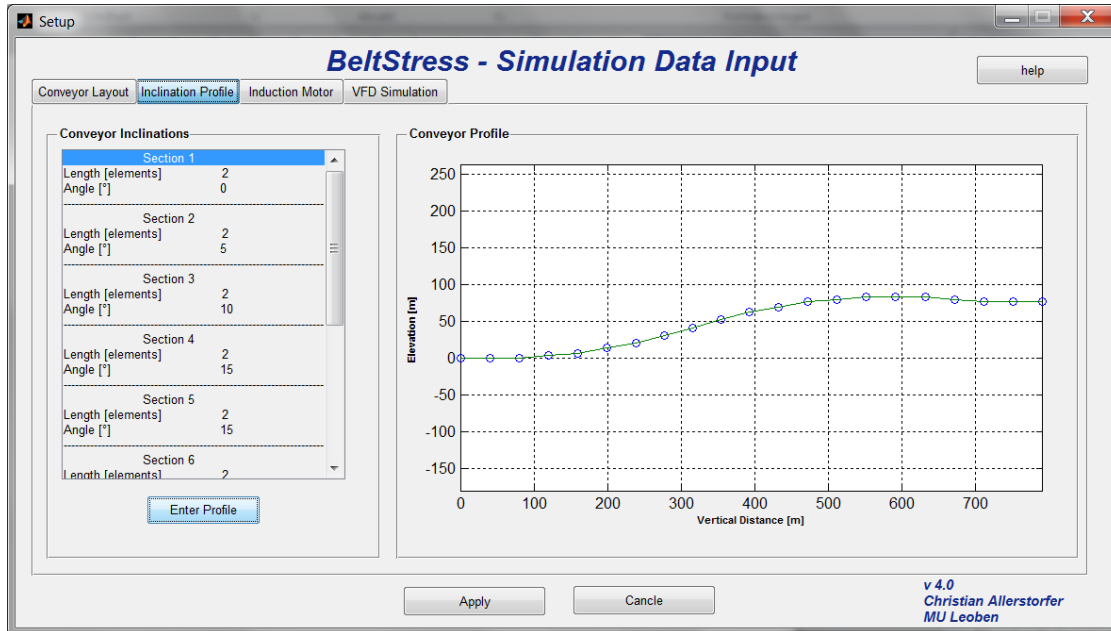 Setup
BeltStress - Simulation Data Input
help
Conveyor Layout
Inclination Profile
Induction Motor
VFD Simulation
Conveyor Inclinations
Section 1
Length [elements] 2
Angle [°] 0
Section 2
Length [elements] 2
Angle [°] 5
Section 3
Length [elements] 2
Angle [°] 10
Section 4
Length [elements] 2
Angle [°] 15
Section 5
Length [elements] 2
Angle [°] 15
Section 6
Length [elements] 2
Enter Profile
Conveyor Profile
250
200
150
100
50
0
-50
-100
-150
Elevation [m]
0 100 200 300 400 500 600 700
Vertical Distance [m]
Apply
Cancle
v 4.0
Christian Allerstorfer
MU Leoben